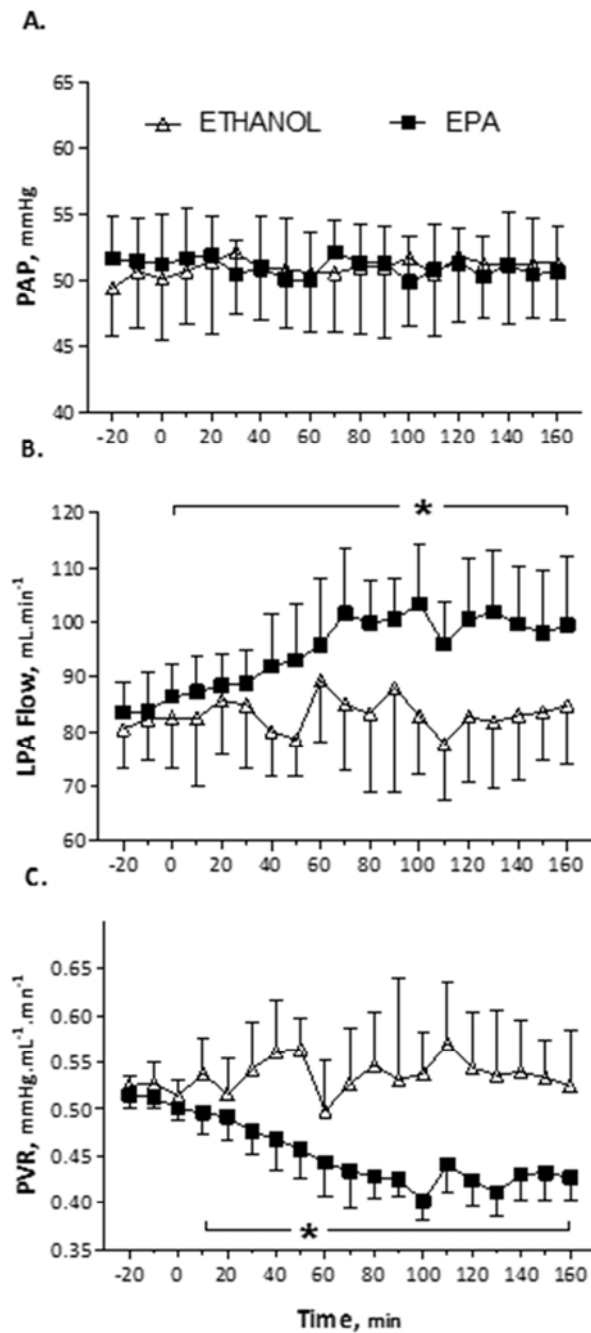 A.
65
ETHANOL EPA
60
55
50
45
40
PAP, mmHg
-20 0 20 40 60 80 100 120 140 160
B.
*
120
110
100
90
80
70
60
LPA Flow, mL.min⁻¹
-20 0 20 40 60 80 100 120 140 160
C.
0.65
0.60
0.55
0.50
0.45
0.40
0.35
PVR, mmHg.mL⁻¹.mn⁻¹
*
-20 0 20 40 60 80 100 120 140 160
Time, min